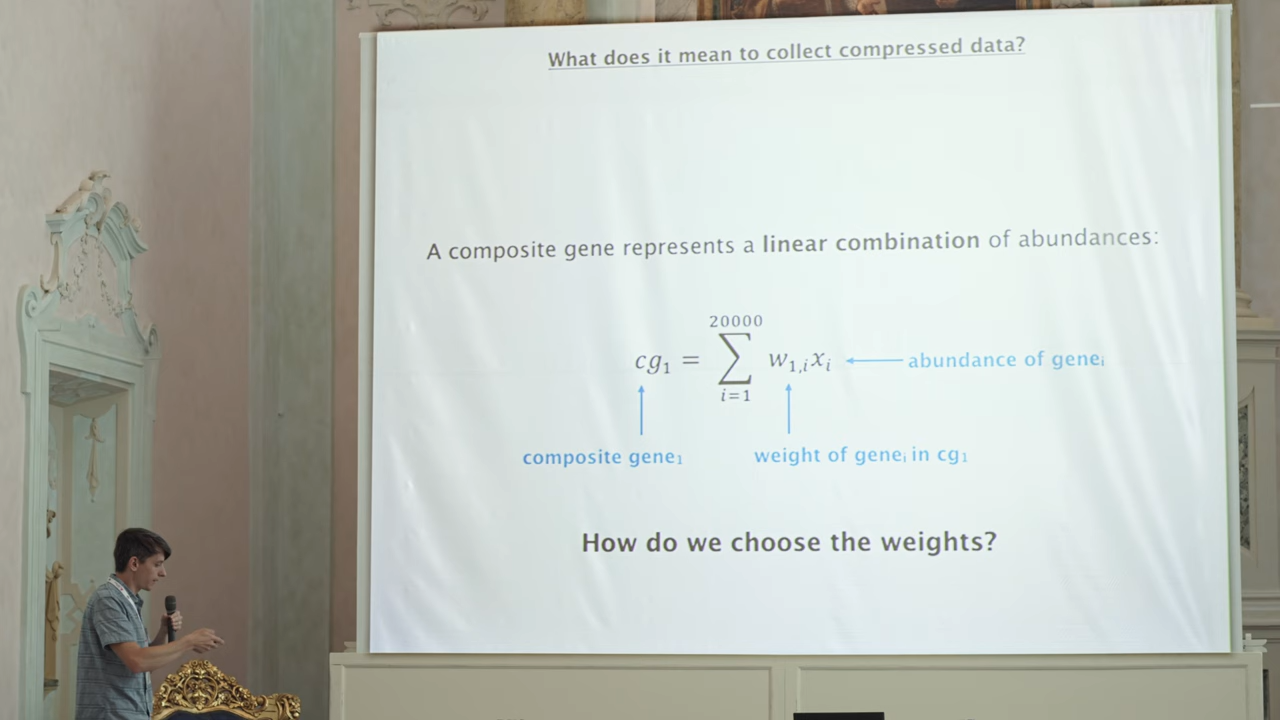 What does it mean to collect compressed data?
A composite gene represents a linear combination of abundances:
20000
cg₁ = ∑ w₁,ᵢxᵢ ← abundance of geneᵢ
i=1
composite gene₁ weight of geneᵢ in cg₁
How do we choose the weights?